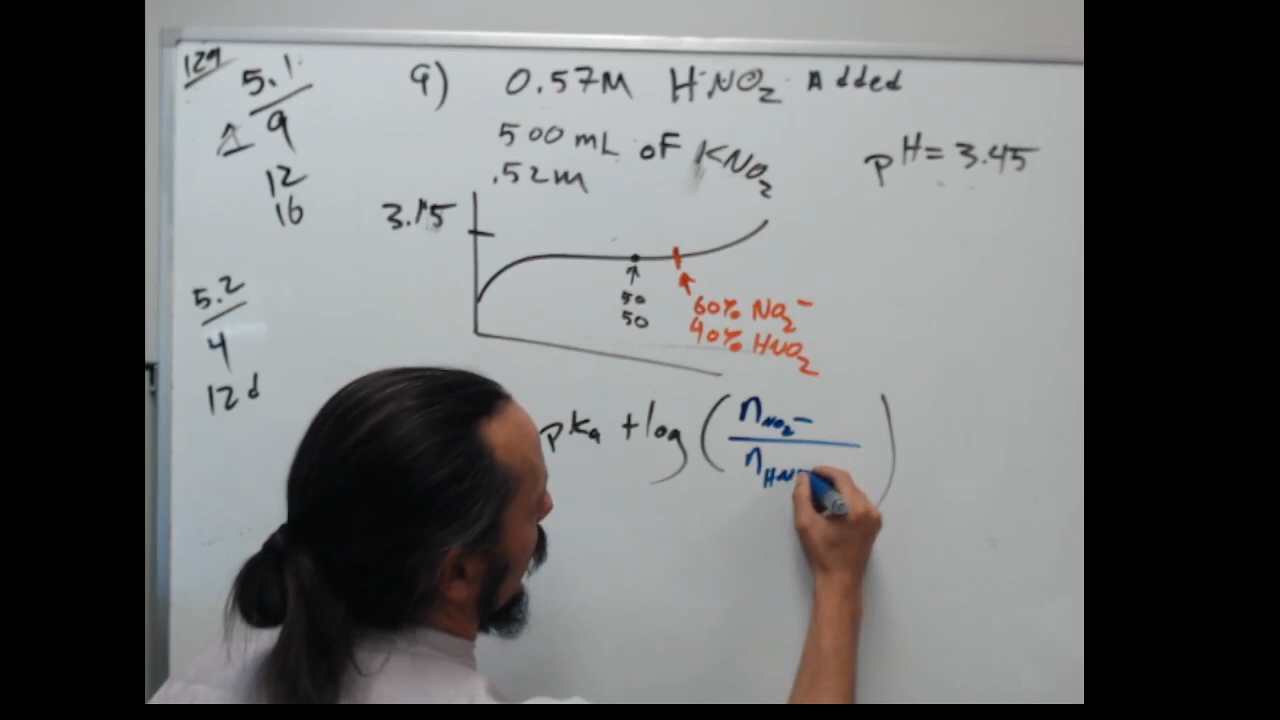 129
5.1
9
12
16
5.2
4
12d
9) 0.57M HNO₂ Added
500 mL of KNO₂
.52M
pH = 3.45
3.15
50
50
60% NO₂⁻
40% HNO₂
pKa + log ( n NO₂⁻
n HN